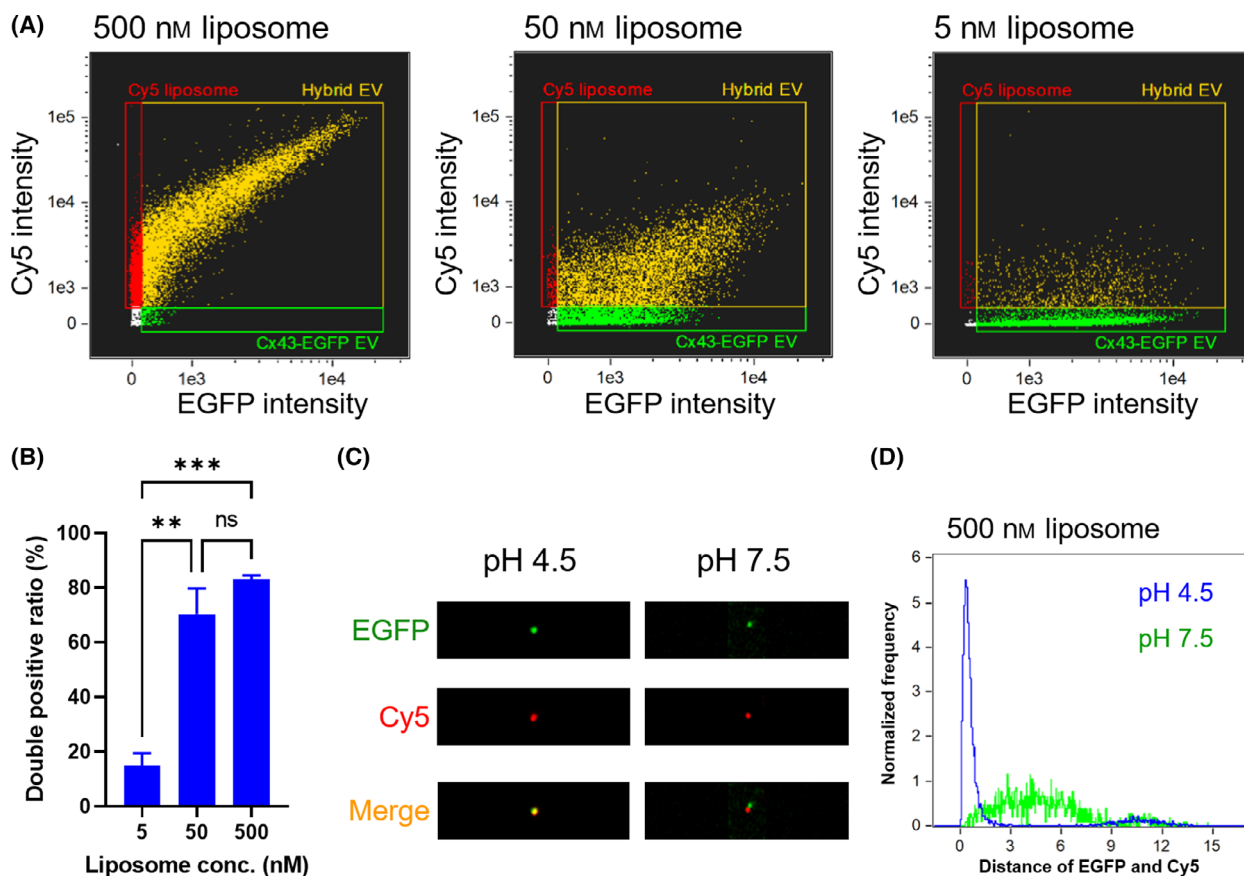 (A)
500 nM liposome
50 nM liposome
5 nM liposome
Cy5 intensity
1e5
1e4
1e3
0
Cy5 liposome
Hybrid EV
Cx43-EGFP EV
0
1e3
1e4
EGFP intensity
Cy5 intensity
1e5
1e4
1e3
0
Cy5 liposome
Hybrid EV
Cx43-EGFP EV
0
1e3
1e4
EGFP intensity
Cy5 intensity
1e5
1e4
1e3
0
Cy5 liposome
Hybrid EV
Cx43-EGFP EV
0
1e3
1e4
EGFP intensity
(B)
***
**
ns
Double positive ratio (%)
100
80
60
40
20
0
5
50
500
Liposome conc. (nM)
(C)
pH 4.5
pH 7.5
EGFP
Cy5
Merge
(D)
500 nM liposome
pH 4.5
pH 7.5
Normalized frequency
6
5
4
3
2
1
0
0
3
6
9
12
15
Distance of EGFP and Cy5